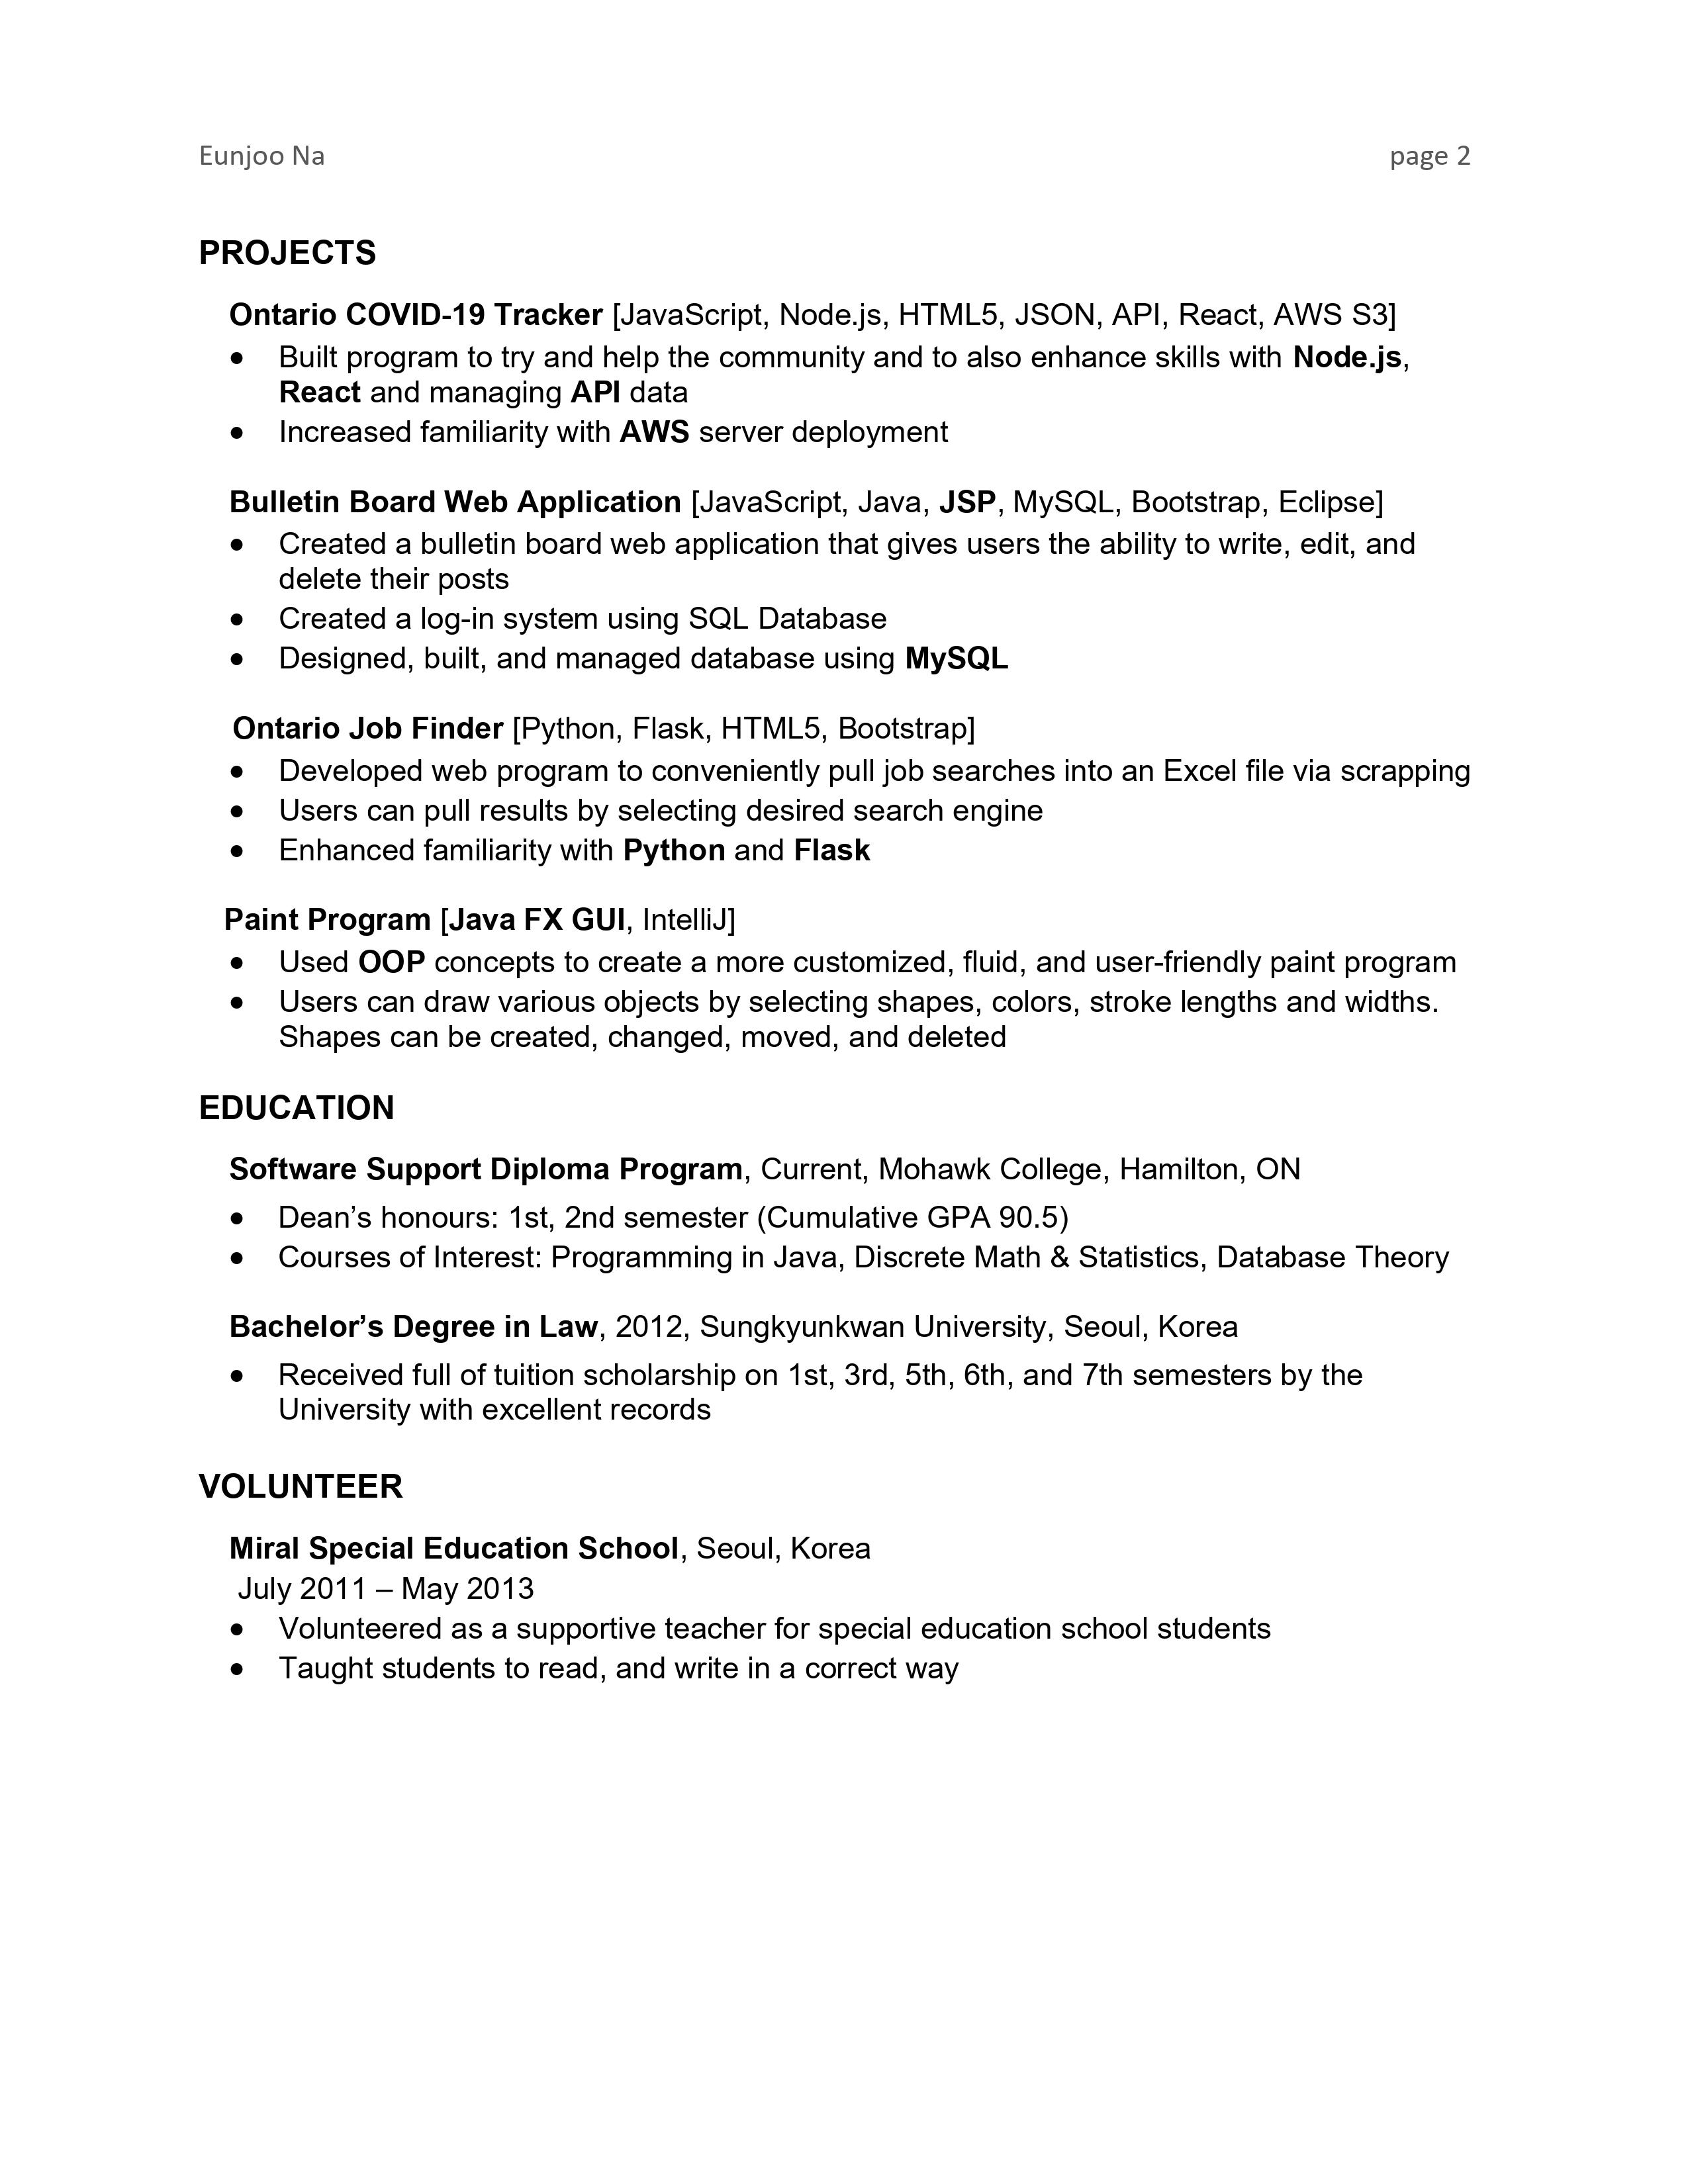 Eunjoo Na page 2
PROJECTS
Ontario COVID-19 Tracker [JavaScript, Node.js, HTML5, JSON, API, React, AWS S3]
• Built program to try and help the community and to also enhance skills with Node.js,
React and managing API data
• Increased familiarity with AWS server deployment
Bulletin Board Web Application [JavaScript, Java, JSP, MySQL, Bootstrap, Eclipse]
• Created a bulletin board web application that gives users the ability to write, edit, and
delete their posts
• Created a log-in system using SQL Database
• Designed, built, and managed database using MySQL
Ontario Job Finder [Python, Flask, HTML5, Bootstrap]
• Developed web program to conveniently pull job searches into an Excel file via scrapping
• Users can pull results by selecting desired search engine
• Enhanced familiarity with Python and Flask
Paint Program [Java FX GUI, IntelliJ]
• Used OOP concepts to create a more customized, fluid, and user-friendly paint program
• Users can draw various objects by selecting shapes, colors, stroke lengths and widths.
Shapes can be created, changed, moved, and deleted
EDUCATION
Software Support Diploma Program, Current, Mohawk College, Hamilton, ON
• Dean’s honours: 1st, 2nd semester (Cumulative GPA 90.5)
• Courses of Interest: Programming in Java, Discrete Math & Statistics, Database Theory
Bachelor’s Degree in Law, 2012, Sungkyunkwan University, Seoul, Korea
• Received full of tuition scholarship on 1st, 3rd, 5th, 6th, and 7th semesters by the
University with excellent records
VOLUNTEER
Miral Special Education School, Seoul, Korea
July 2011 – May 2013
• Volunteered as a supportive teacher for special education school students
• Taught students to read, and write in a correct way